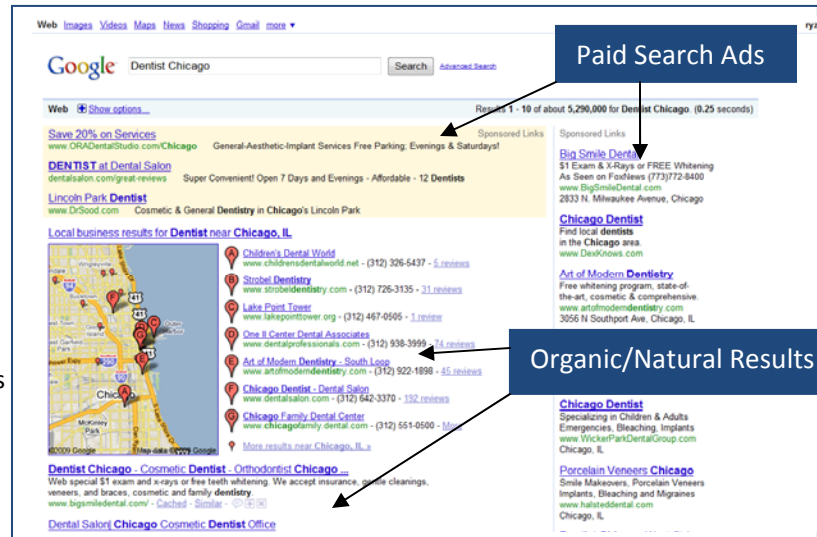 Web Images Videos Maps News Shopping Gmail more ▼
Google Dentist Chicago Search Advanced Search
Paid Search Ads
Web Show options... Results 1 - 10 of about 5,290,000 for Dentist Chicago. (0.25 seconds)
Sponsored Links
Save 20% on Services
www.ORADentalStudio.com/Chicago General-Aesthetic-Implant Services Free Parking; Evenings & Saturdays!
DENTIST at Dental Salon
dentalsalon.com/great-reviews Super Convenient! Open 7 Days and Evenings - Affordable - 12 Dentists
Lincoln Park Dentist
www.DrSood.com Cosmetic & General Dentistry in Chicago's Lincoln Park
Local business results for Dentist near Chicago, IL
A Children's Dental World
www.childrensdentalworld.net - (312) 326-5437 - 5 reviews
B Strobel Dentistry
www.strobeldentistry.com - (312) 726-3135 - 31 reviews
C Lake Point Tower
www.lakepointtower.org - (312) 467-0505 - 1 review
D One II Center Dental Associates
www.dentalprofessionals.com - (312) 938-3999 - 74 reviews
E Art of Modern Dentistry - South Loop
www.artofmoderndentistry.com - (312) 922-1898 - 45 reviews
F Chicago Dentist - Dental Salon
www.dentalsalon.com - (312) 642-3370 - 192 reviews
G Chicago Family Dental Center
www.chicagofamily.dental.com - (312) 551-0500 - More
More results near Chicago, IL »
McKinley
Park
©2009 Google Map data ©2009 Google
Dentist Chicago - Cosmetic Dentist - Orthodontist Chicago ...
Web special $1 exam and x-rays or free teeth whitening. We accept insurance, gentle cleanings,
veneers, and braces, cosmetic and family dentistry.
www.bigsmiledental.com/ - Cached - Similar -
Dental Salon| Chicago Cosmetic Dentist Office
Sponsored Links
Big Smile Dental
$1 Exam & X-Rays or FREE Whitening
As Seen on FoxNews (773)772-8400
www.BigSmileDental.com
2833 N. Milwaukee Avenue, Chicago
Chicago Dentist
Find local dentists
in the Chicago area.
www.DexKnows.com
Art of Modern Dentistry
Free whitening program, state-of-
the-art, cosmetic & comprehensive.
www.artofmoderndentistry.com
3056 N Southport Ave, Chicago, IL
Organic/Natural Results
Chicago Dentist
Specializing in Children & Adults
Emergencies, Bleaching, Implants
www.WickerParkDentalGroup.com
Chicago, IL
Porcelain Veneers Chicago
Smile Makeovers, Porcelain Veneers
Implants, Bleaching and Migraines
www.halsteddental.com
Chicago, IL